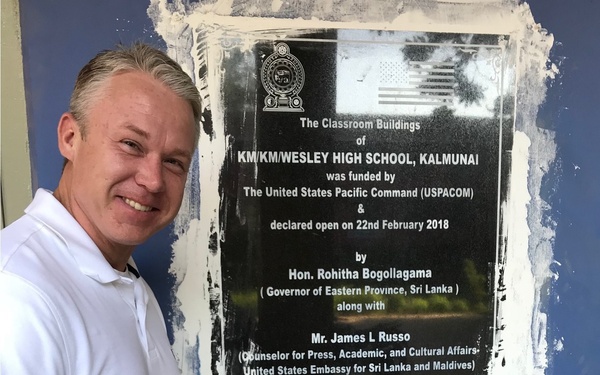 The Classroom Buildings
of
KM/KM/WESLEY HIGH SCHOOL, KALMUNAI
was funded by
The United States Pacific Command (USPACOM)
&
declared open on 22nd February 2018
by
Hon. Rohitha Bogollagama
( Governor of Eastern Province, Sri Lanka )
along with
Mr. James L Russo
(Counselor for Press, Academic, and Cultural Affairs-
United States Embassy for Sri Lanka and Maldives)